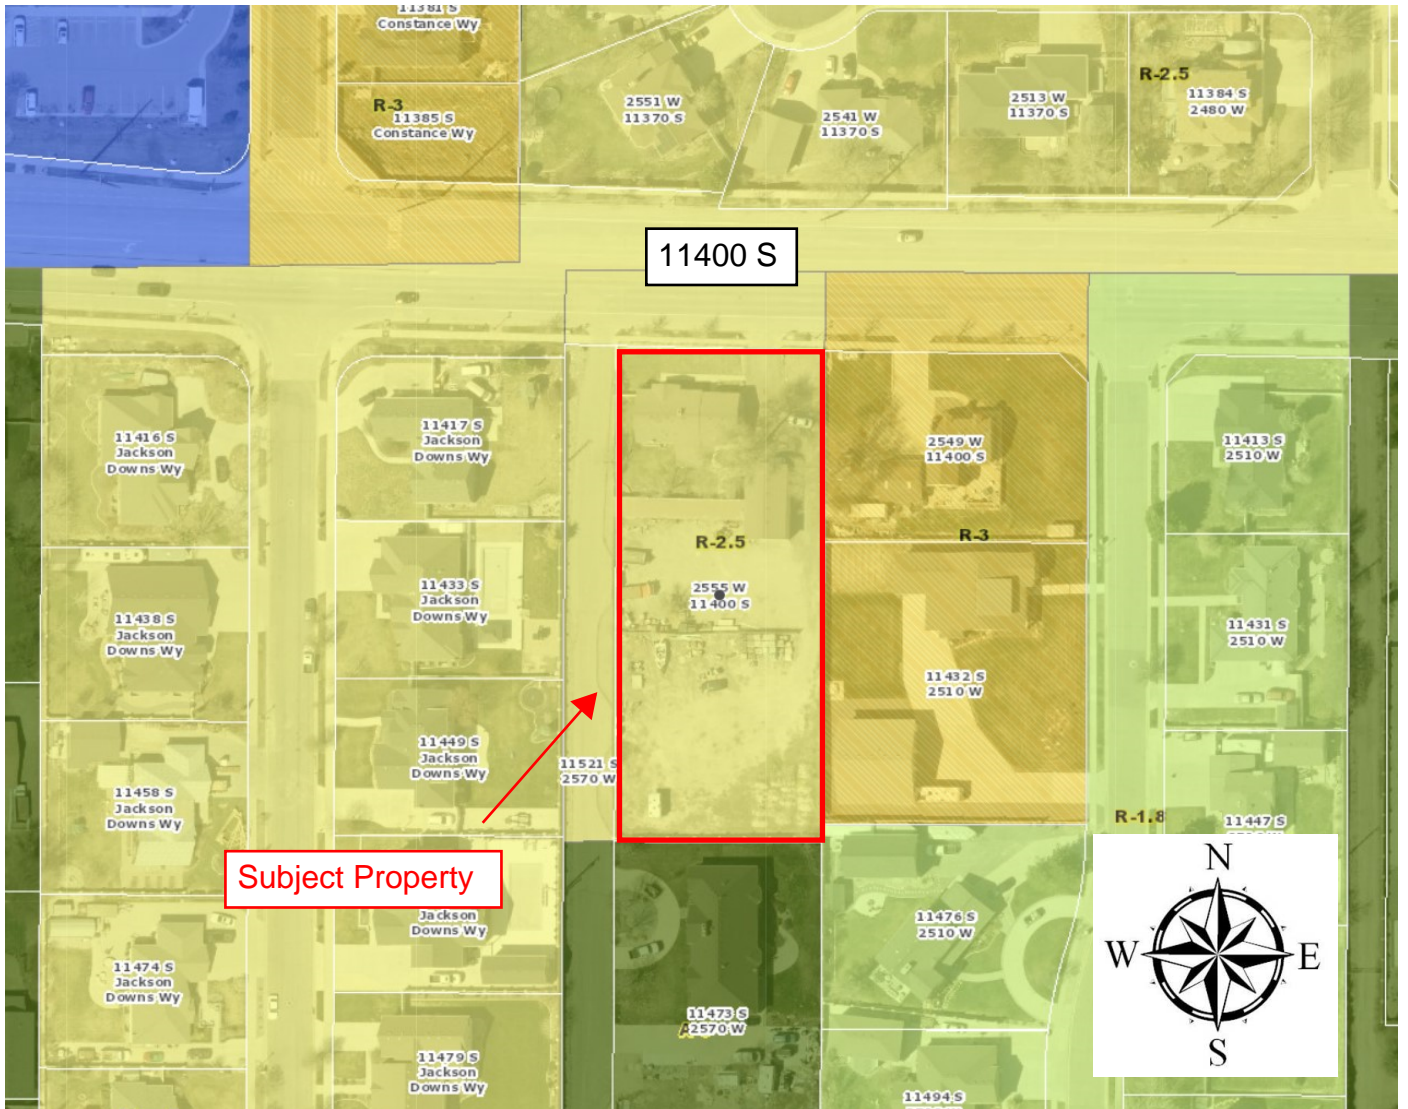 11381 S
Constance Wy
R-3
11385 S
Constance Wy
2551 W
11370 S
2541 W
11370 S
2513 W
11370 S
R-2.5
11384 S
2480 W
11400 S
11416 S
Jackson
Downs Wy
11417 S
Jackson
Downs Wy
2549 W
11400 S
11413 S
2510 W
R-2.5
R-3
2555 W
11400 S
11433 S
Jackson
Downs Wy
11438 S
Jackson
Downs Wy
11431 S
2510 W
11432 S
2510 W
11449 S
Jackson
Downs Wy
11521 S
2570 W
11458 S
Jackson
Downs Wy
R-1.8
11447 S
Subject Property
Jackson
Downs Wy
11476 S
2510 W
N
W
E
S
11474 S
Jackson
Downs Wy
11473 S
2570 W
11479 S
Jackson
Downs Wy
11494 S